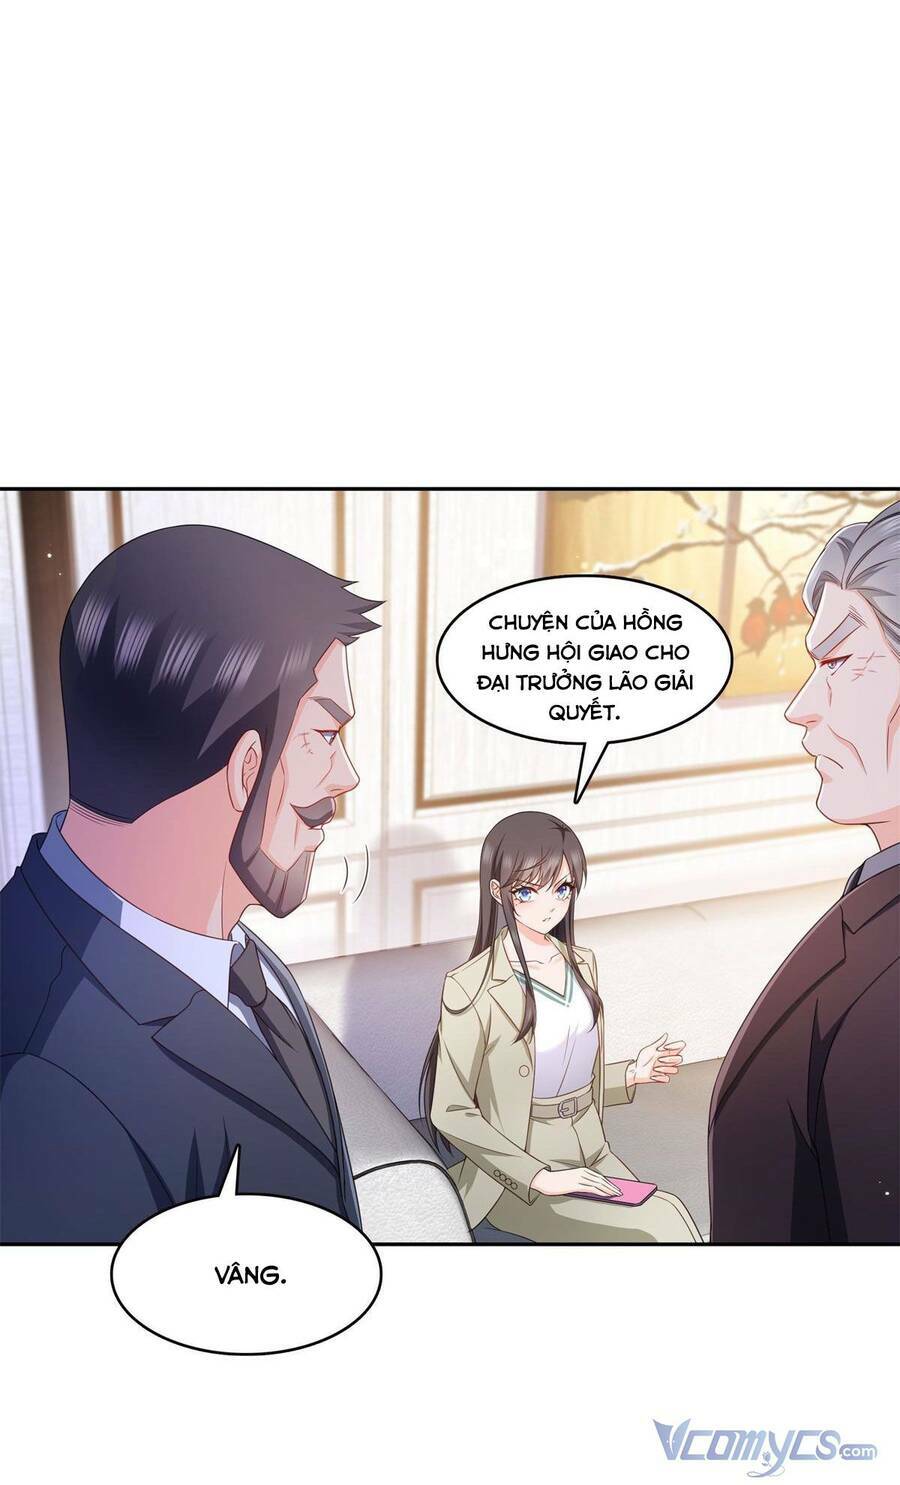 CHUYỆN CỦA HỒNG
HƯNG HỘI GIAO CHO
ĐẠI TRƯỞNG LÃO GIẢI
QUYẾT.
VÂNG.
Vcomycs.com